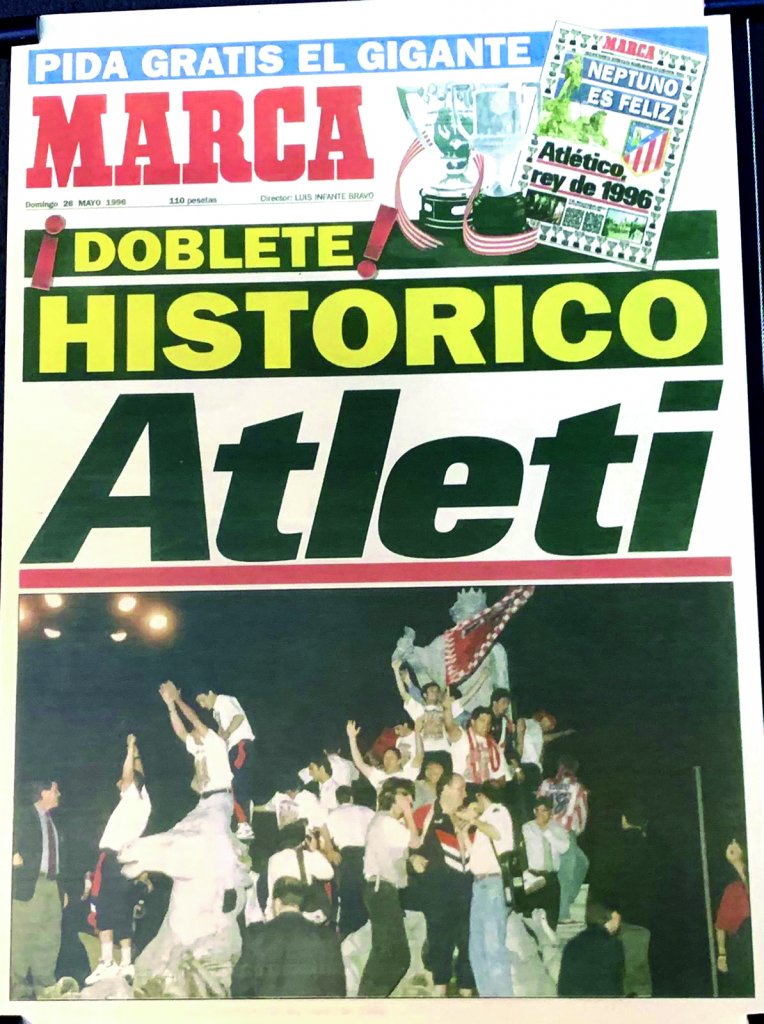 PIDA GRATIS EL GIGANTE
MARCA
Domingo 26 MAYO 1996 110 pesetas Director: LUIS INFANTE BRAVO
MARCA
NEPTUNO
ES FELIZ
Atlético,
rey de 1996
¡DOBLETE!
HISTORICO
Atleti